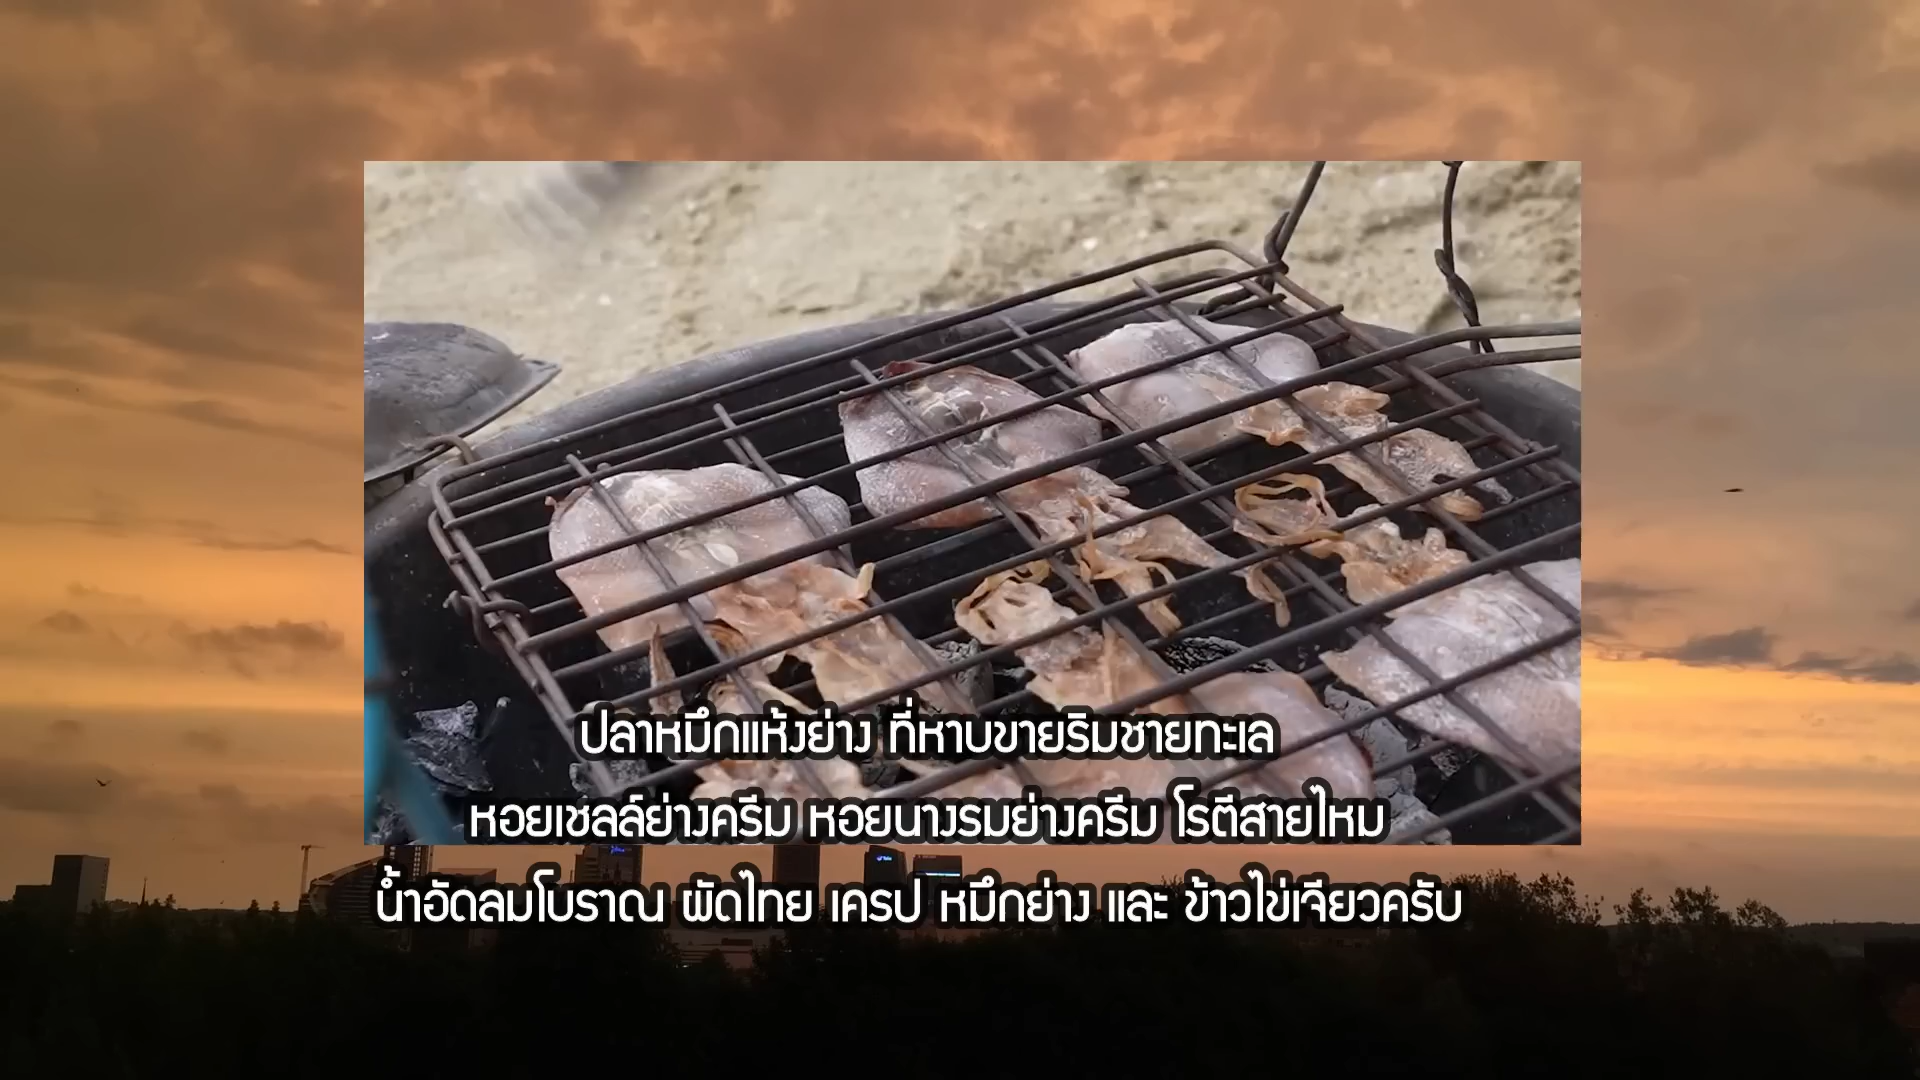 ปลาหมึกแห้งย่าง ที่หาบขายริมชายทะเล
หอยเชลล์ย่างครีม หอยนางรมย่างครีม โรตีสายไหม
น้ำอัดลมโบราณ ผัดไทย เครป หมึกย่าง และ ข้าวไข่เจียวครับ